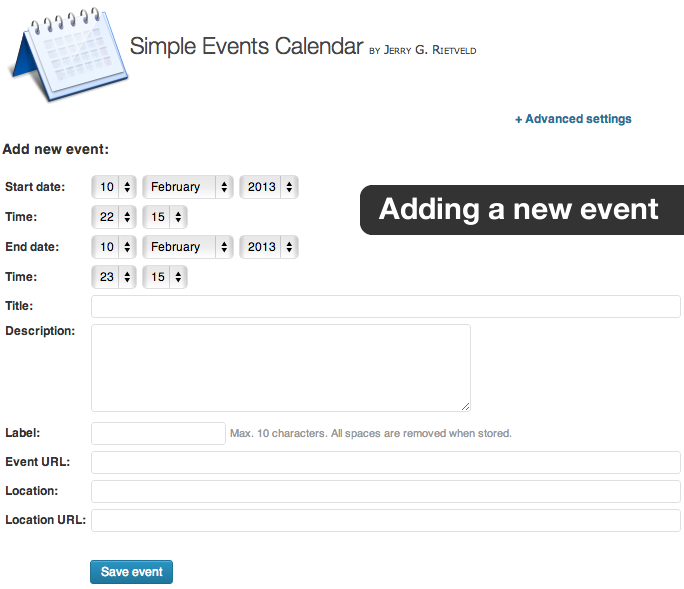 Simple Events Calendar BY JERRY G. RIETVELD
+ Advanced settings
Add new event:
Start date: 10 February 2013
Adding a new event
Time: 22 15
End date: 10 February 2013
Time: 23 15
Title:
Description:
Label: Max. 10 characters. All spaces are removed when stored.
Event URL:
Location:
Location URL:
Save event